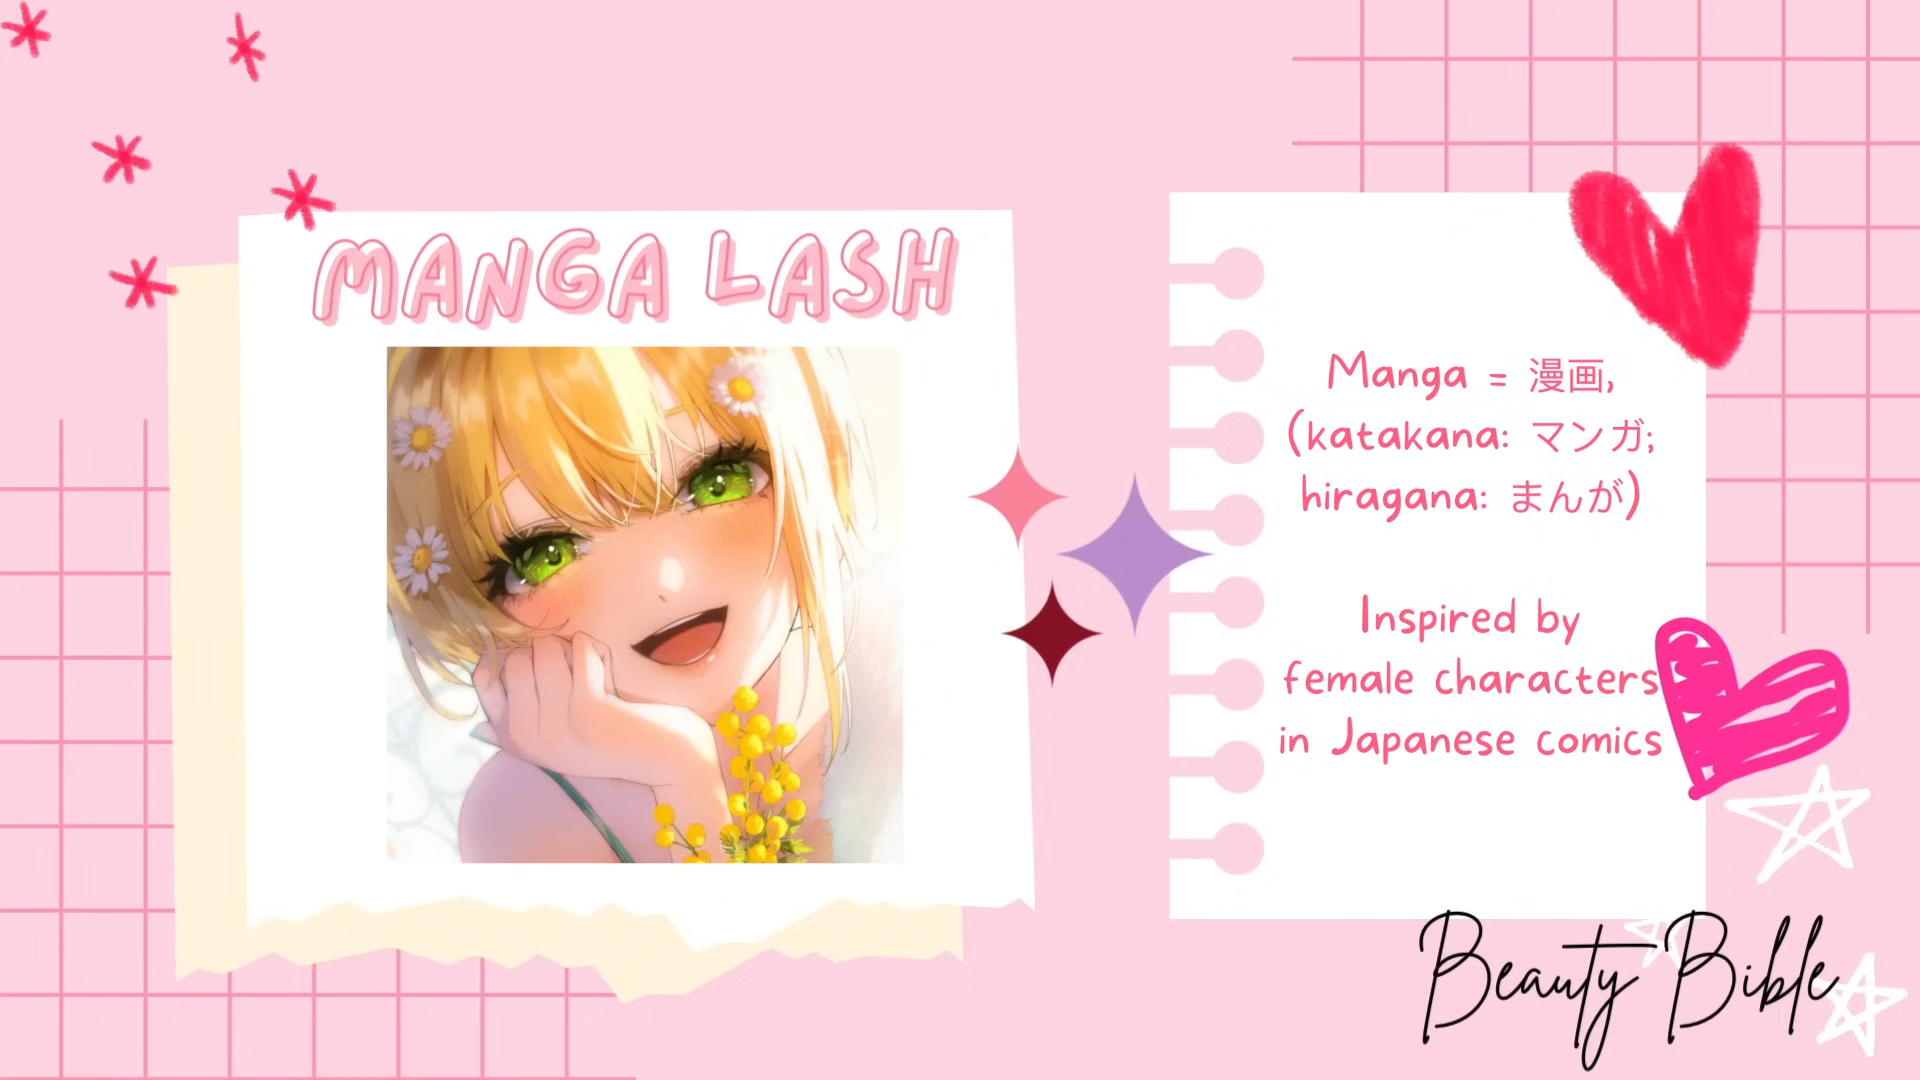 MANGA LASH
Manga = 漫画,
(katakana: マンガ;
hiragana: まんが)
Inspired by
female characters
in Japanese comics
Beauty Bible